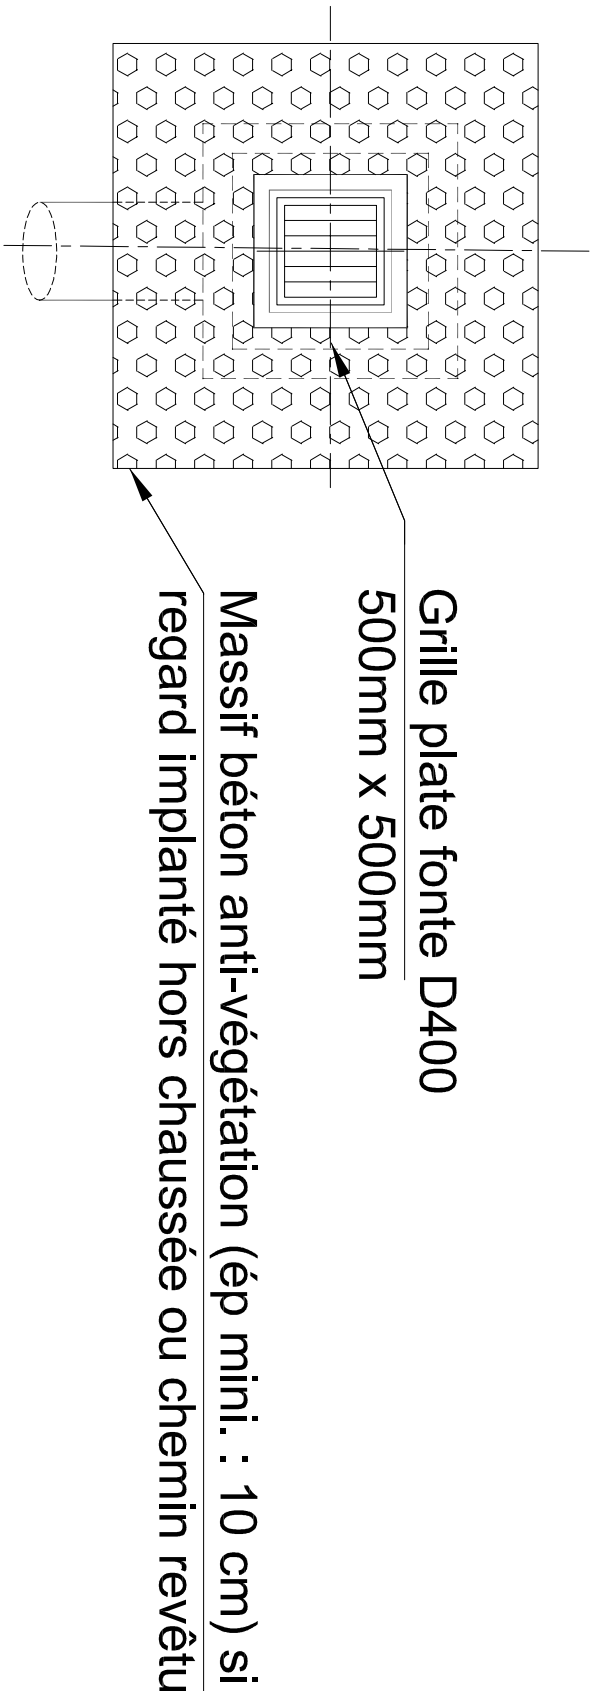 Grille plate fonte D400
500mm x 500mm
Massif béton anti-végétation (ép mini. : 10 cm) si
regard implanté hors chaussée ou chemin revêtu